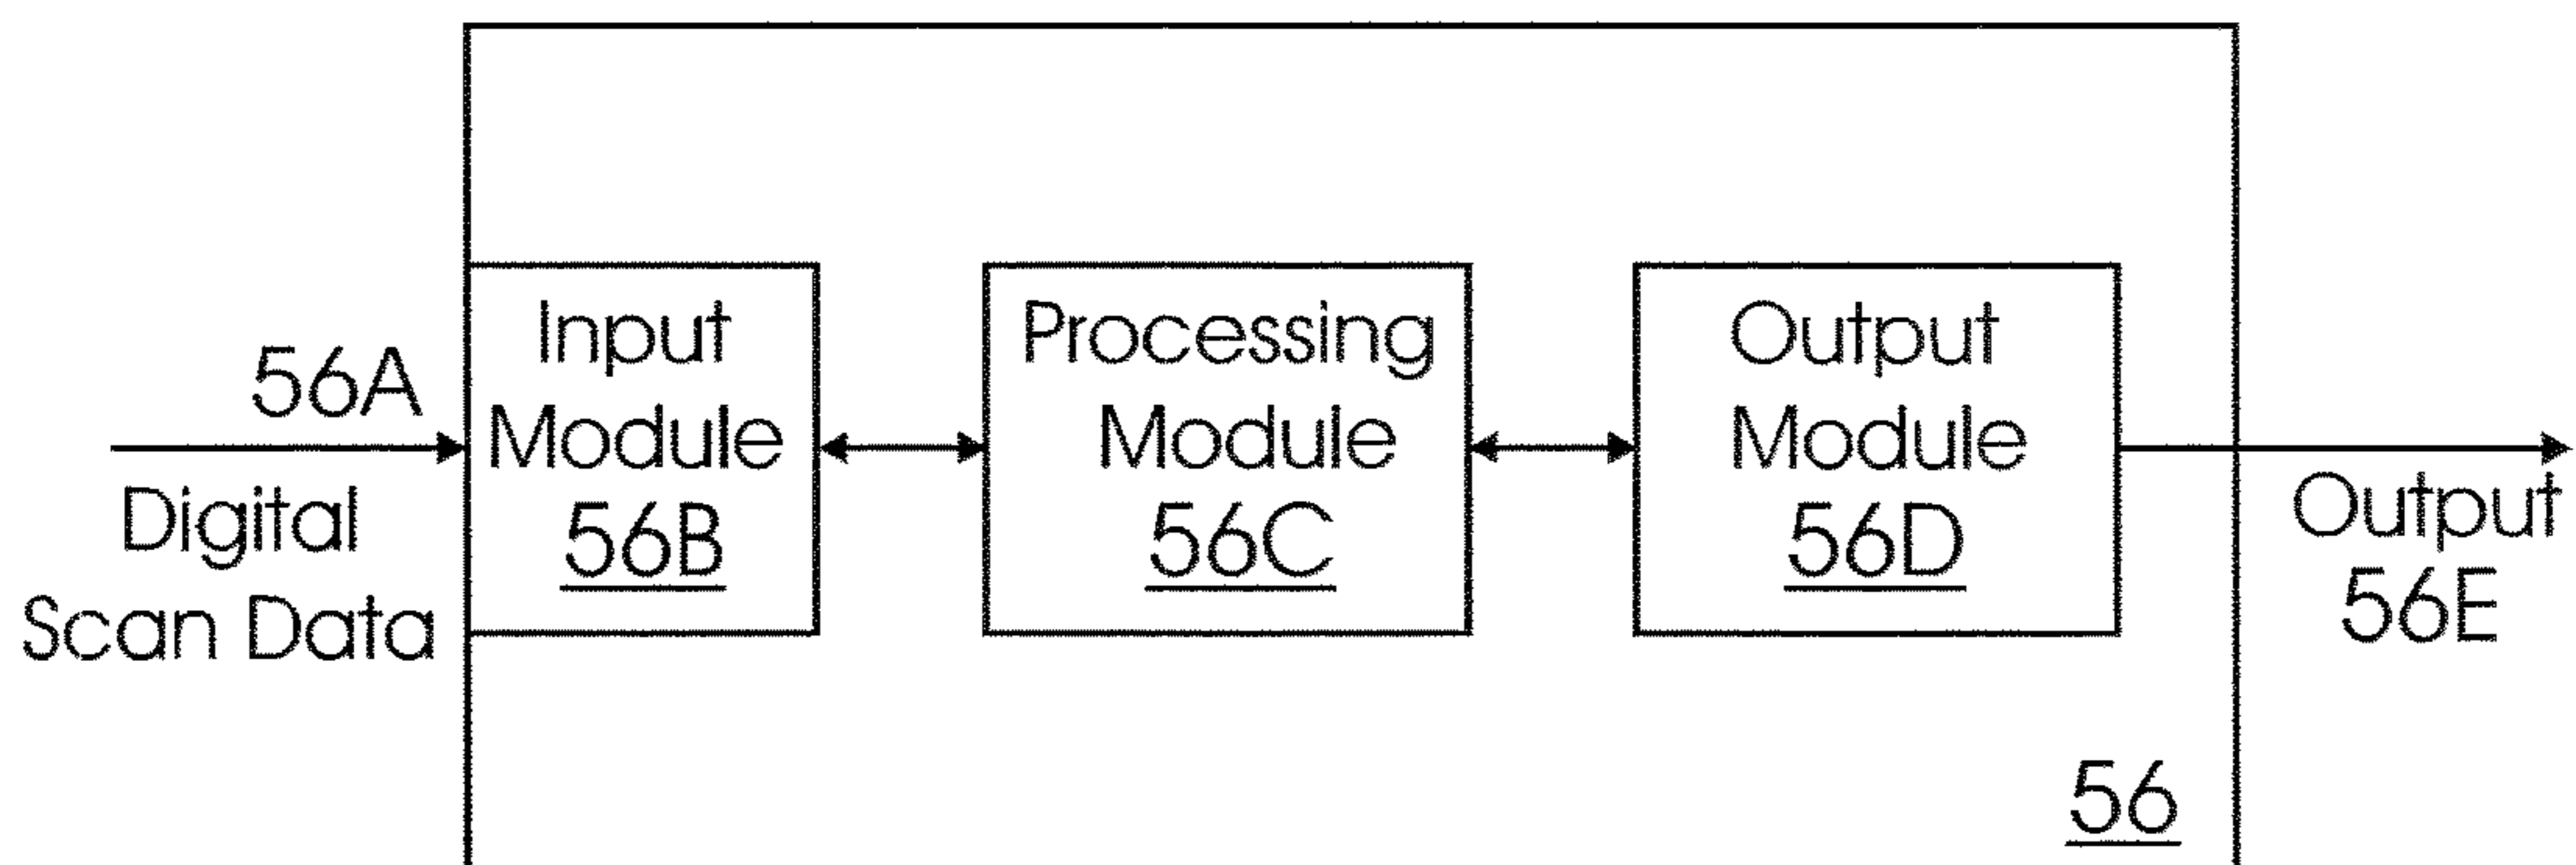 56A
Digital
Scan Data
Input
Module
56B
Processing
Module
56C
Output
Module
56D
Output
56E
56